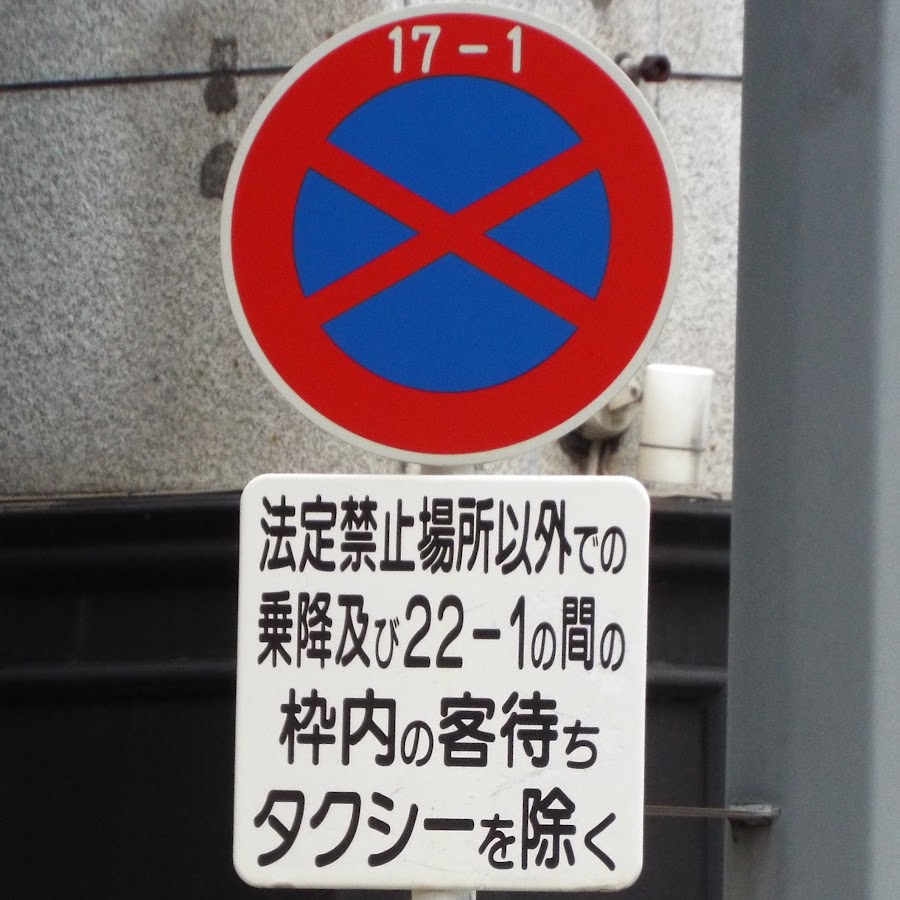 17-1
法定禁止場所以外での
乗降及び22-1の間の
枠内の客待ち
タクシーを除く